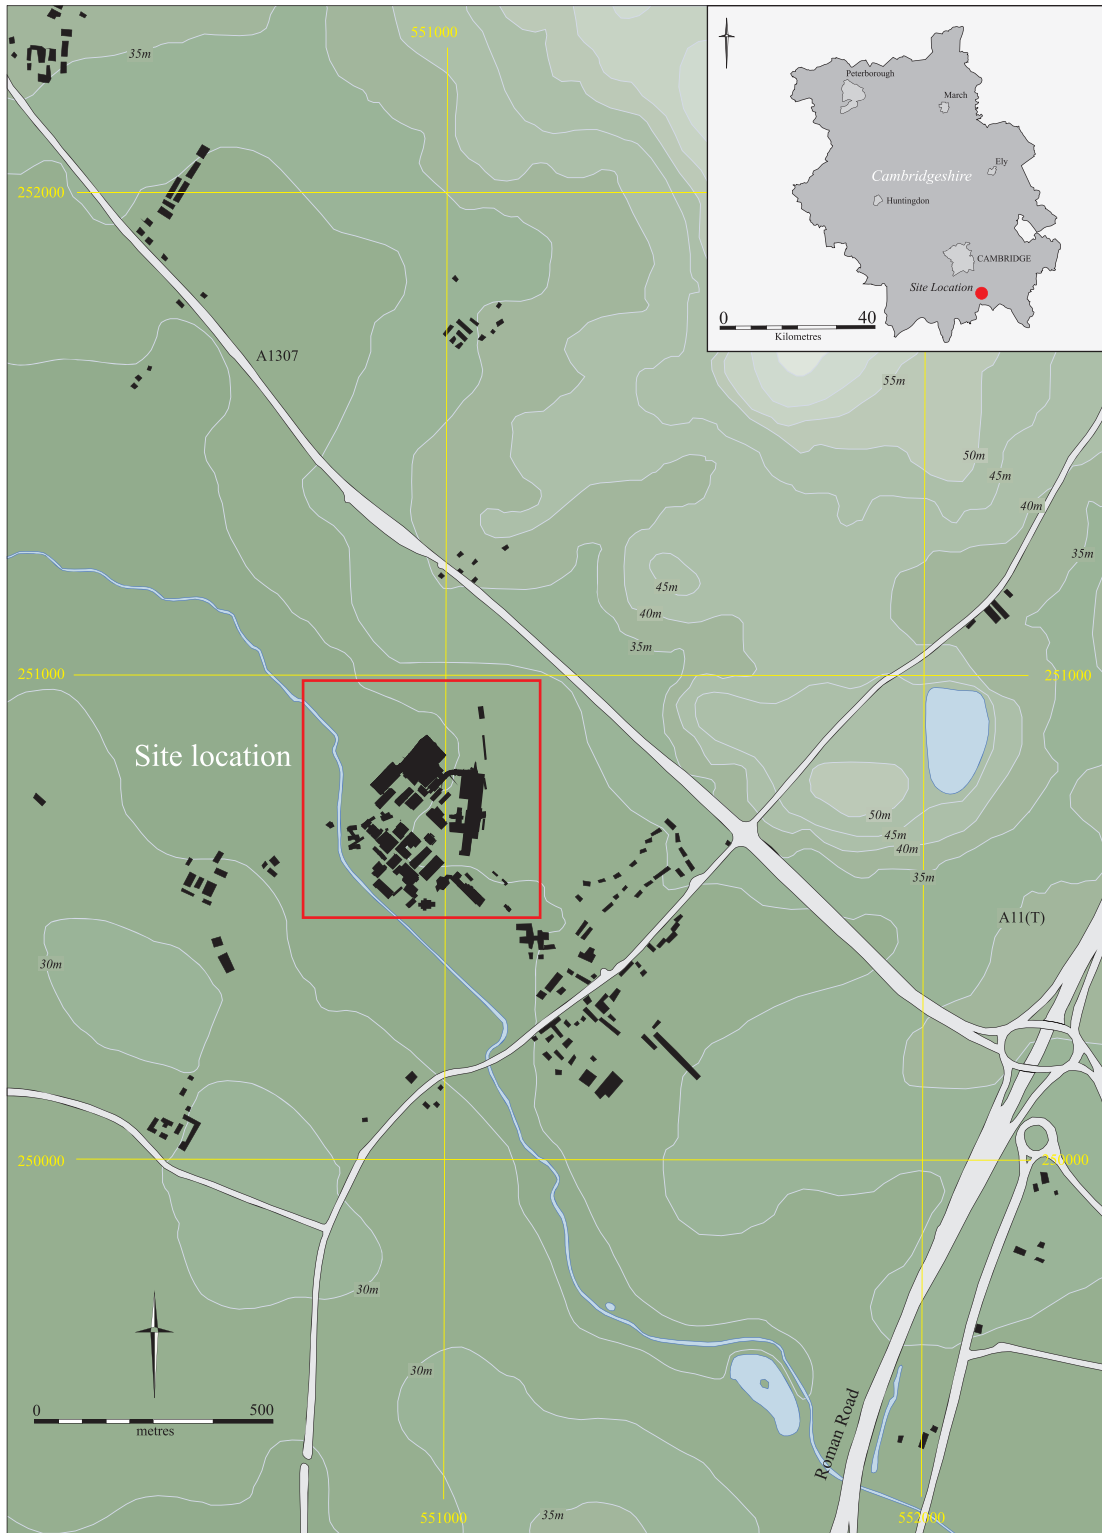 551000
35m
Peterborough
March
Ely
Cambridgeshire
Huntingdon
CAMBRIDGE
Site Location
0 40
Kilometres
252000
A1307
55m
50m
45m
40m
35m
45m
40m
35m
251000
251000
Site location
50m
45m
40m
35m
A11(T)
30m
250000
250000
30m
30m
0 500
metres
Roman Road
551000
35m
552000